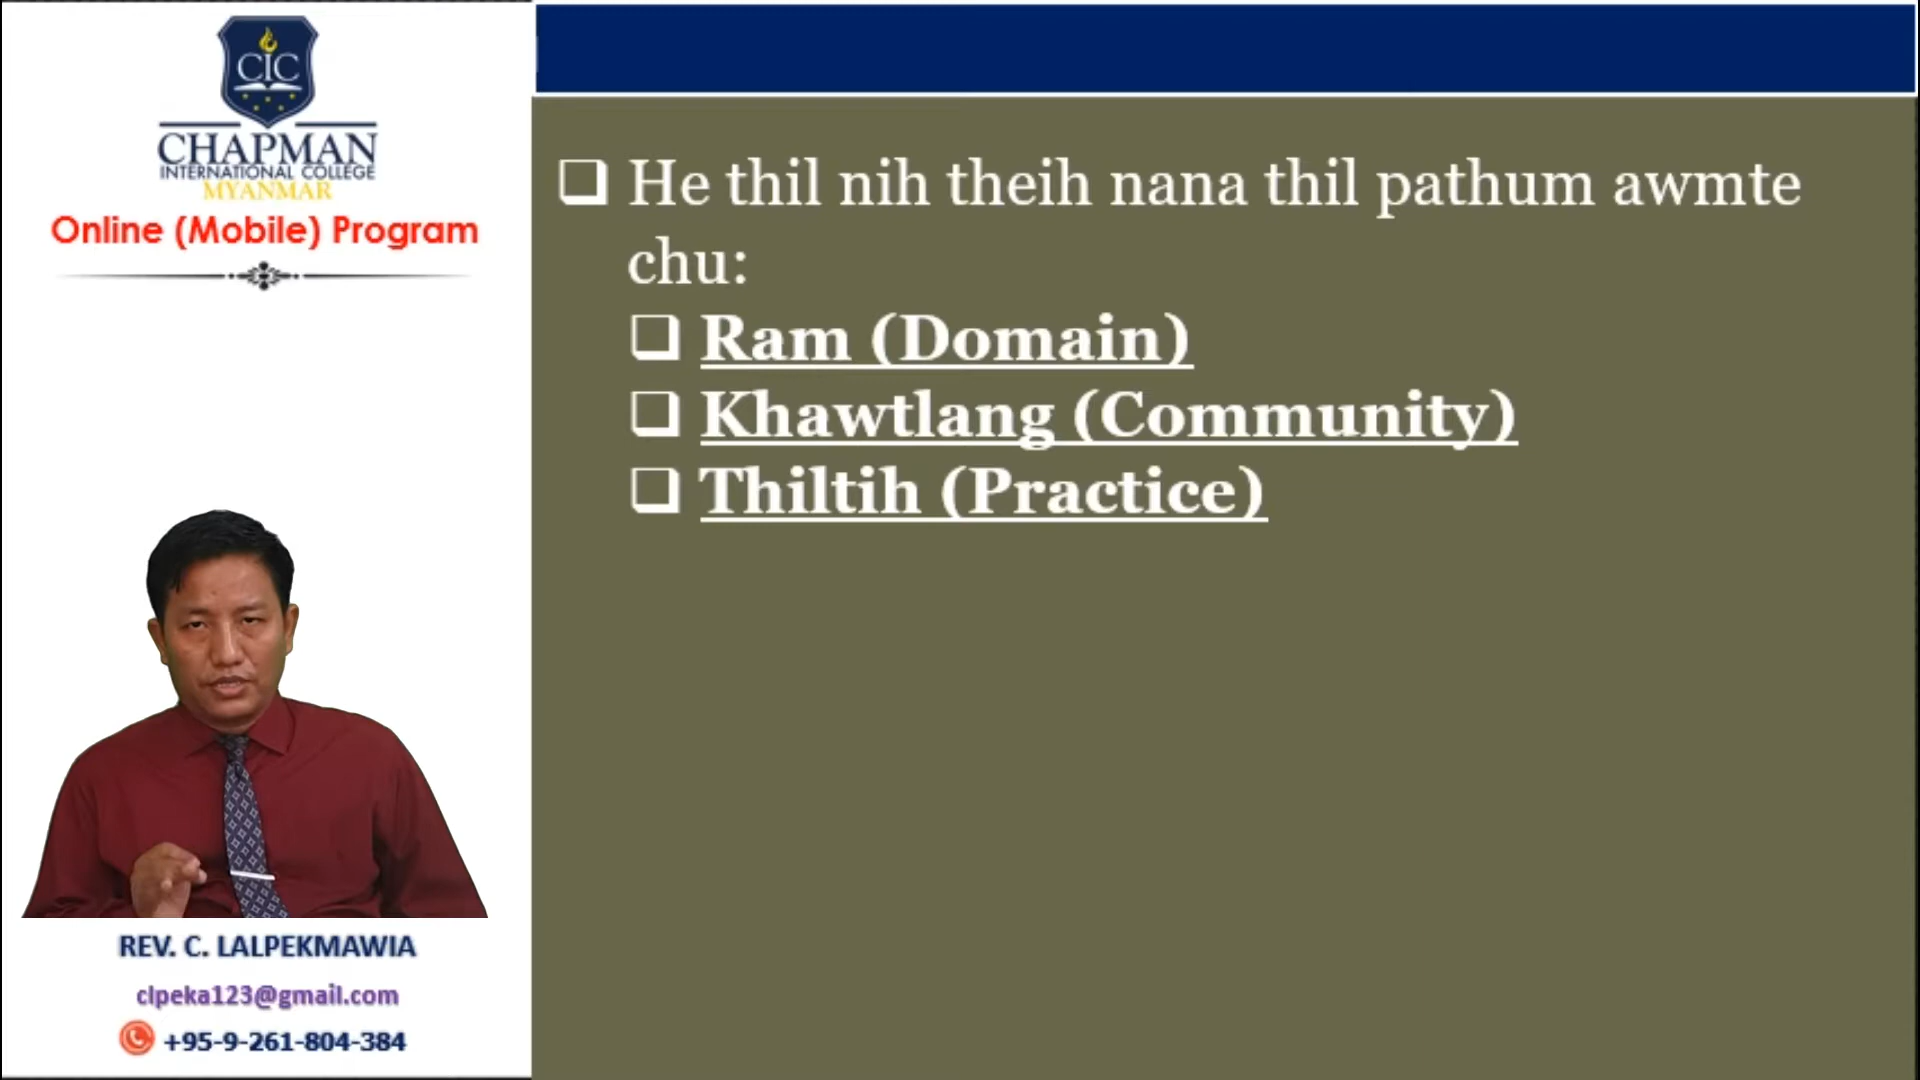 CIC
CHAPMAN
INTERNATIONAL COLLEGE
MYANMAR
Online (Mobile) Program
REV. C. LALPEKMAWIA
clpeka123@gmail.com
+95-9-261-804-384
He thil nih theih nana thil pathum awmte
chu:
Ram (Domain)
Khawtlang (Community)
Thiltih (Practice)